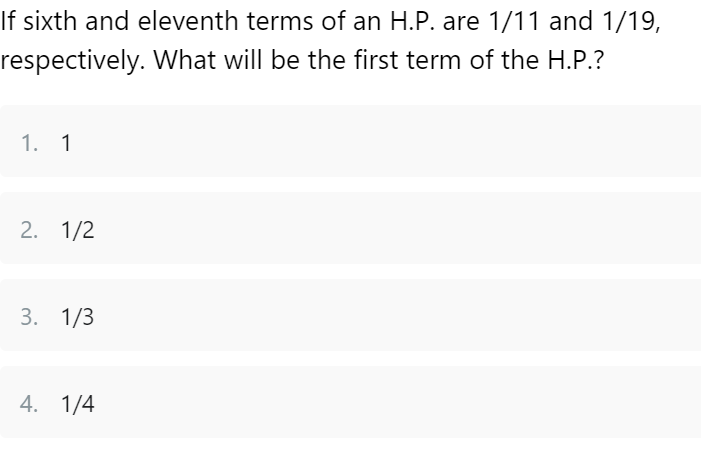 If sixth and eleventh terms of an H.P. are 1/11 and 1/19,
respectively. What will be the first term of the H.P.?
1. 1
2. 1/2
3. 1/3
4. 1/4